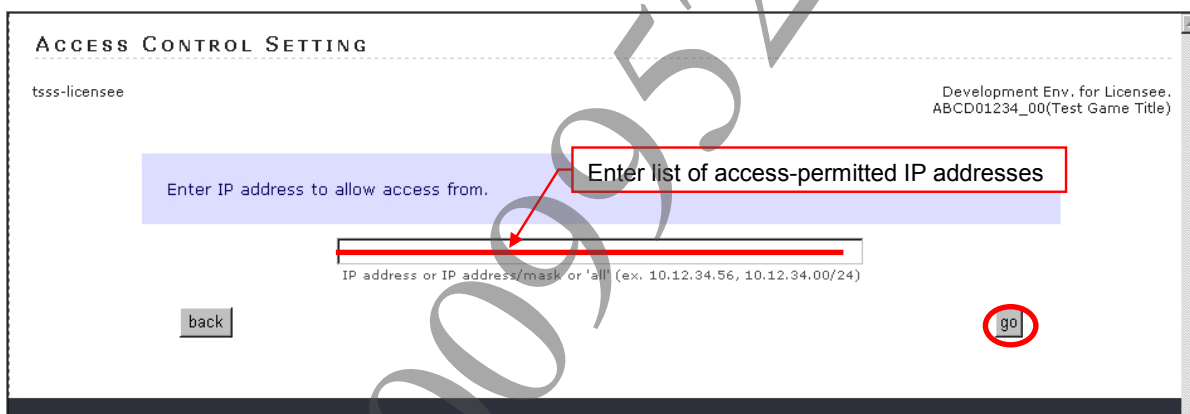 ACCESS CONTROL SETTING
tsss-licensee
Development Env. for Licensee.
ABCD01234_00(Test Game Title)
Enter list of access-permitted IP addresses
Enter IP address to allow access from.
IP address or IP address/mask or 'all' (ex. 10.12.34.56, 10.12.34.00/24)
back
go